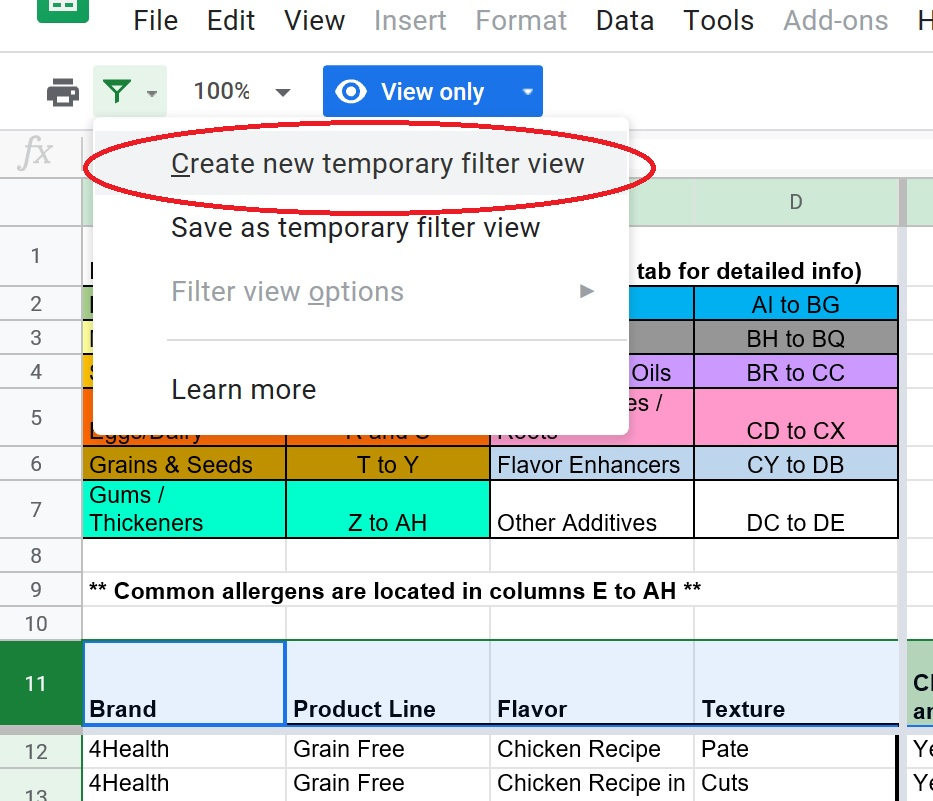 File Edit View Insert Format Data Tools Add-ons H
100% View only
fx
Create new temporary filter view
D
Save as temporary filter view
1 tab for detailed info)
Filter view options
2 AI to BG
3 BH to BQ
4 Oils BR to CC
Learn more
5 es / CD to CX
Eggs/Dairy Roots
6 Grains & Seeds T to Y Flavor Enhancers CY to DB
Gums /
7 Thickeners Z to AH Other Additives DC to DE
8
9 ** Common allergens are located in columns E to AH **
10
11 Brand Product Line Flavor Texture
12 4Health Grain Free Chicken Recipe Pate Ye
13 4Health Grain Free Chicken Recipe in Cuts Ye